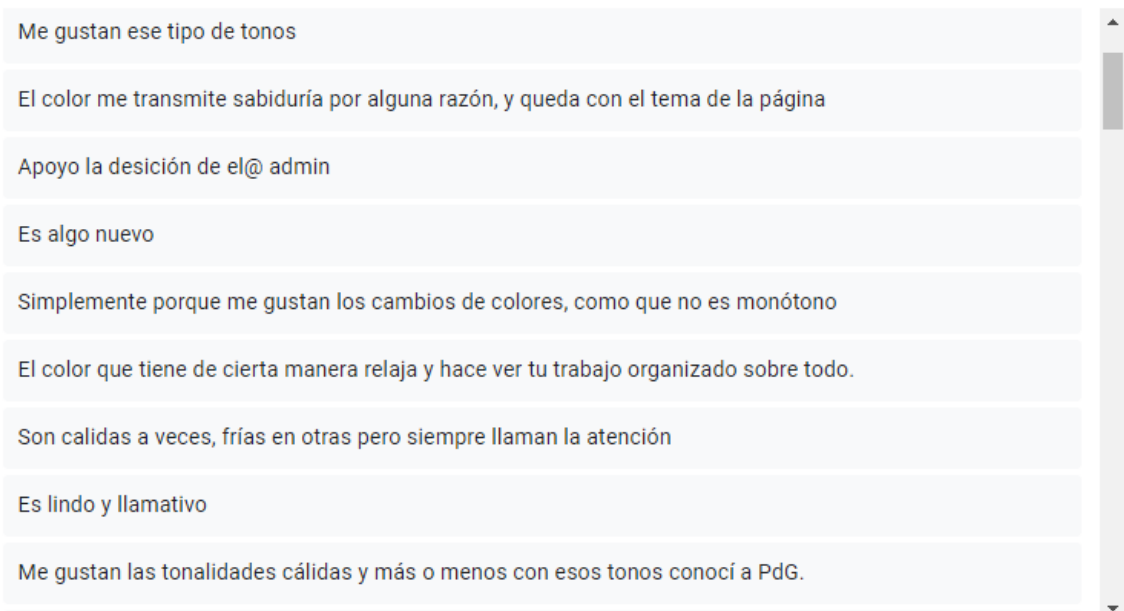 Me gustan ese tipo de tonos
El color me transmite sabiduría por alguna razón, y queda con el tema de la página
Apoyo la desición de el@ admin
Es algo nuevo
Simplemente porque me gustan los cambios de colores, como que no es monótono
El color que tiene de cierta manera relaja y hace ver tu trabajo organizado sobre todo.
Son calidas a veces, frías en otras pero siempre llaman la atención
Es lindo y llamativo
Me gustan las tonalidades cálidas y más o menos con esos tonos conocí a PdG.